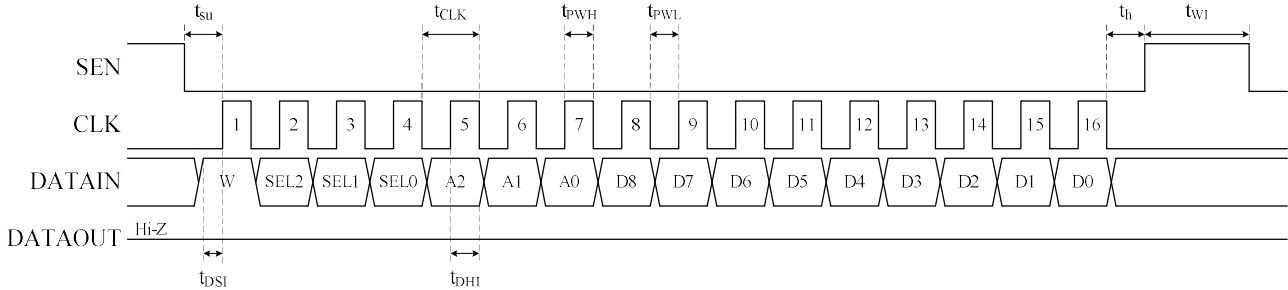 tsu tCLK tPWH tPWL th tWI
SEN
CLK 1 2 3 4 5 6 7 8 9 10 11 12 13 14 15 16
DATAIN W SEL2 SEL1 SEL0 A2 A1 A0 D8 D7 D6 D5 D4 D3 D2 D1 D0
DATAOUT Hi-Z
tDSI tDHI